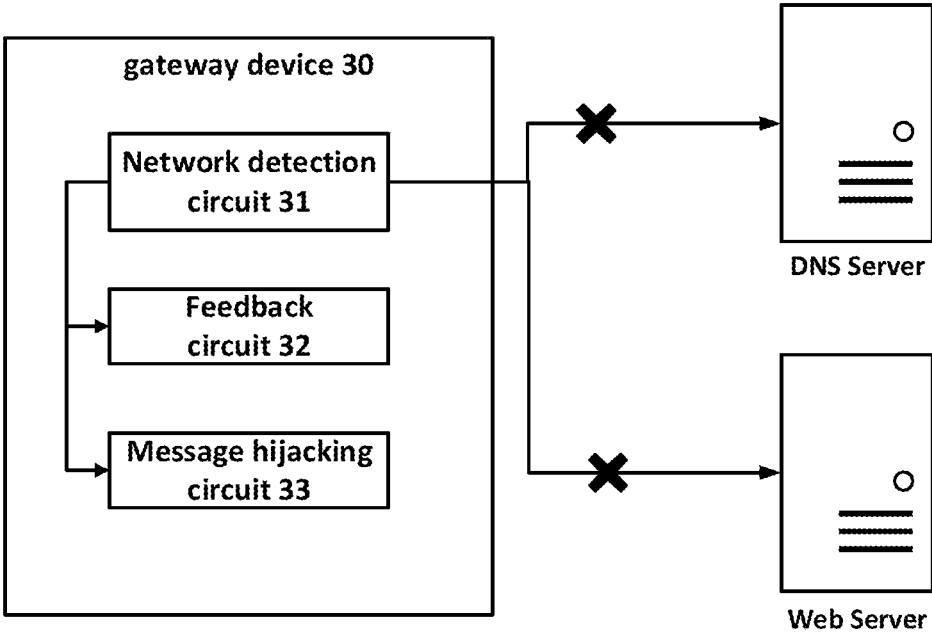 gateway device 30
Network detection
circuit 31
Feedback
circuit 32
Message hijacking
circuit 33
DNS Server
Web Server